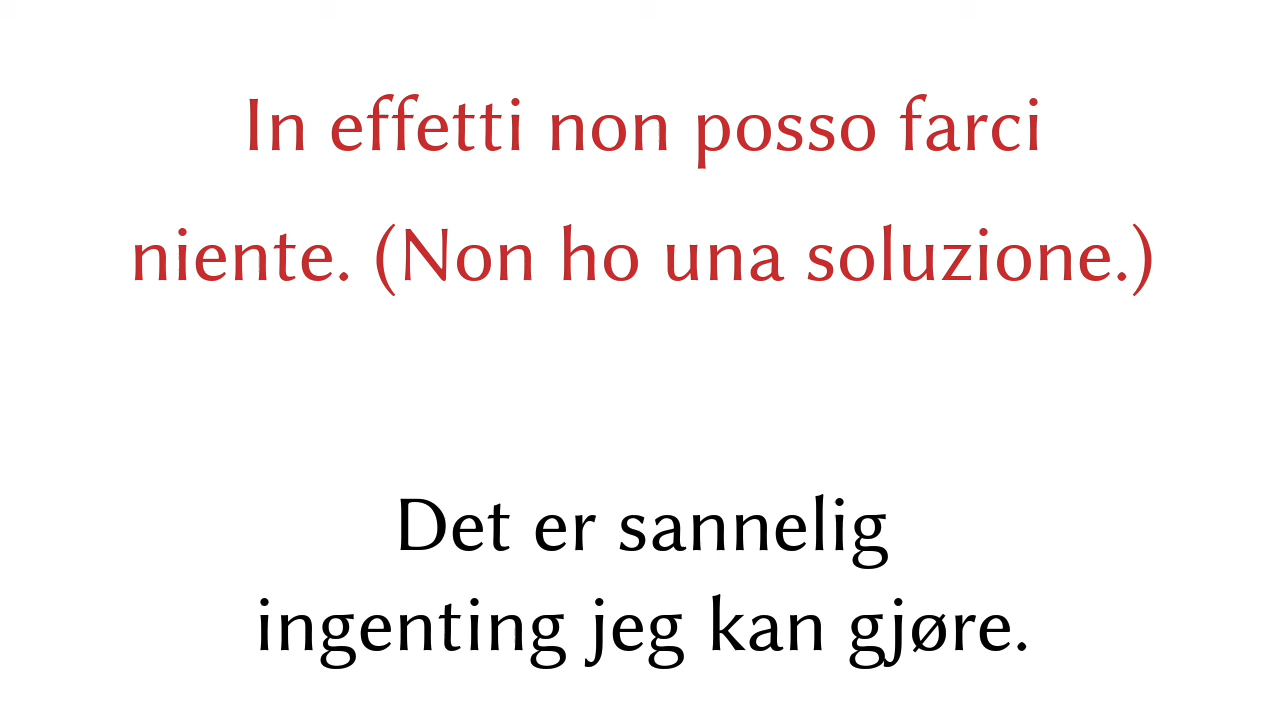 In effetti non posso farci
niente. (Non ho una soluzione.)
Det er sannelig
ingenting jeg kan gjøre.